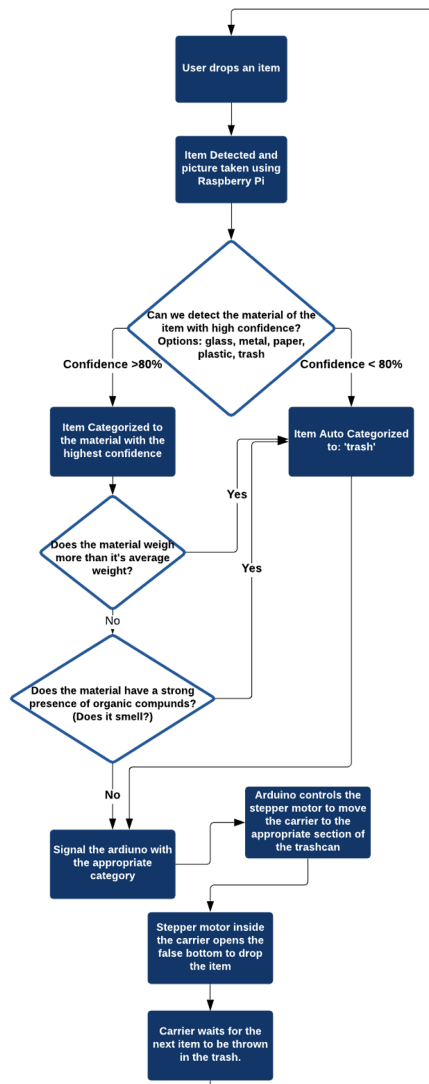 User drops an item
Item Detected and
picture taken using
Raspberry Pi
Can we detect the material of the
item with high confidence?
Options: glass, metal, paper,
plastic, trash
Confidence >80%
Confidence < 80%
Item Categorized to
the material with the
highest confidence
Item Auto Categorized
to: 'trash'
Yes
Does the material weigh
more than it's average
weight?
Yes
No
Does the material have a strong
presence of organic compunds?
(Does it smell?)
No
Arduino controls the
stepper motor to move
the carrier to the
appropriate section of
the trashcan
Signal the ardiuno with
the appropriate
category
Stepper motor inside
the carrier opens the
false bottom to drop
the item
Carrier waits for the
next item to be thrown
in the trash.